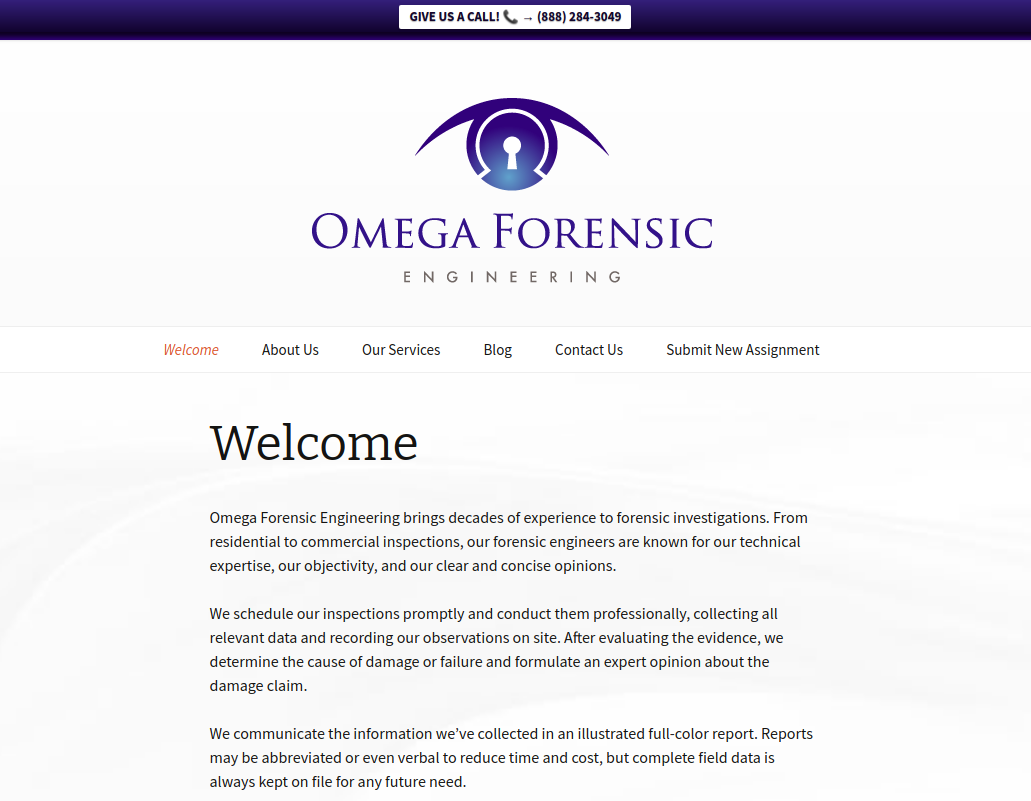 GIVE US A CALL! 📞 → (888) 284-3049
OMEGA FORENSIC
ENGINEERING
Welcome
About Us
Our Services
Blog
Contact Us
Submit New Assignment
Welcome
Omega Forensic Engineering brings decades of experience to forensic investigations. From
residential to commercial inspections, our forensic engineers are known for our technical
expertise, our objectivity, and our clear and concise opinions.
We schedule our inspections promptly and conduct them professionally, collecting all
relevant data and recording our observations on site. After evaluating the evidence, we
determine the cause of damage or failure and formulate an expert opinion about the
damage claim.
We communicate the information we’ve collected in an illustrated full-color report. Reports
may be abbreviated or even verbal to reduce time and cost, but complete field data is
always kept on file for any future need.